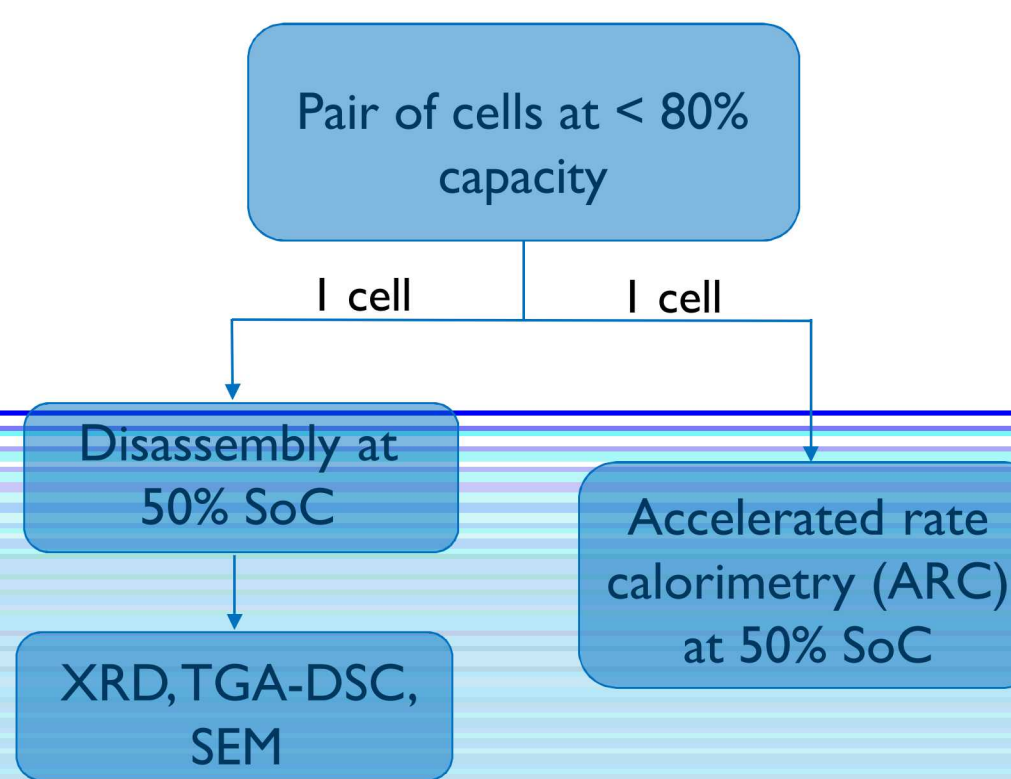 Pair of cells at < 80%
capacity
1 cell
1 cell
Disassembly at
50% SoC
Accelerated rate
calorimetry (ARC)
at 50% SoC
XRD, TGA-DSC,
SEM